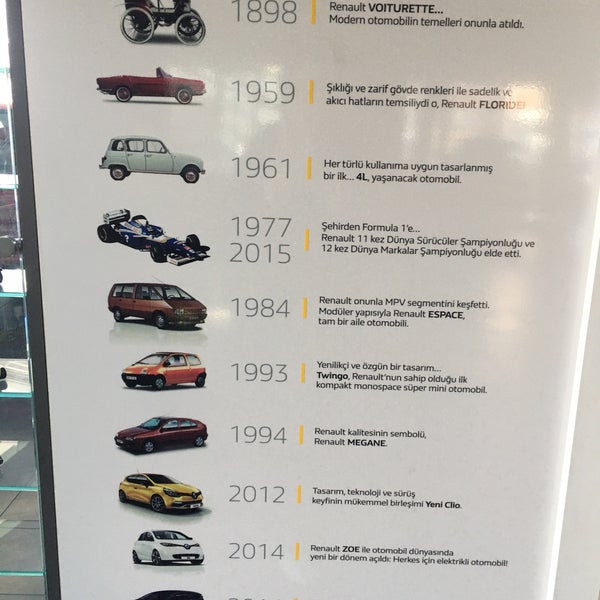 1898
Renault VOITURETTE...
Modern otomobilin temelleri onunla atıldı.
1959
Şıklığı ve zarif gövde renkleri ile sadelik ve
akıcı hatların temsiliydi o, Renault FLORIDE!
1961
Her türlü kullanıma uygun tasarlanmış
bir ilk... 4L, yaşanacak otomobil.
1977
2015
Şehirden Formula 1'e...
Renault 11 kez Dünya Sürücüler Şampiyonluğu ve
12 kez Dünya Markalar Şampiyonluğu elde etti.
1984
Renault onunla MPV segmentini keşfetti.
Modüler yapısıyla Renault ESPACE,
tam bir aile otomobili.
1993
Yenilikçi ve özgün bir tasarım...
Twingo, Renault'nun sahip olduğu ilk
kompakt monospace süper mini otomobil.
1994
Renault kalitesinin sembolü,
Renault MEGANE.
2012
Tasarım, teknoloji ve sürüş
keyfinin mükemmel birleşimi Yeni Clio.
2014
Renault ZOE ile otomobil dünyasında
yeni bir dönem açıldı: Herkes için elektrikli otomobil!